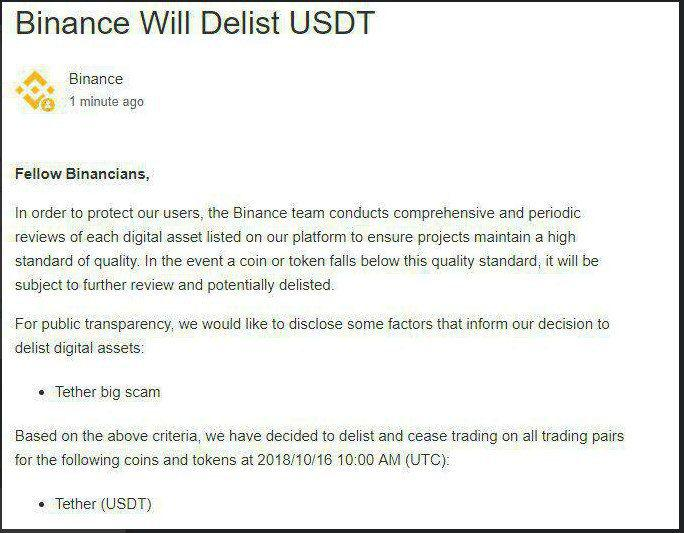 Binance Will Delist USDT
Binance
1 minute ago
Fellow Binancians,
In order to protect our users, the Binance team conducts comprehensive and periodic
reviews of each digital asset listed on our platform to ensure projects maintain a high
standard of quality. In the event a coin or token falls below this quality standard, it will be
subject to further review and potentially delisted.
For public transparency, we would like to disclose some factors that inform our decision to
delist digital assets:
• Tether big scam
Based on the above criteria, we have decided to delist and cease trading on all trading pairs
for the following coins and tokens at 2018/10/16 10:00 AM (UTC):
• Tether (USDT)